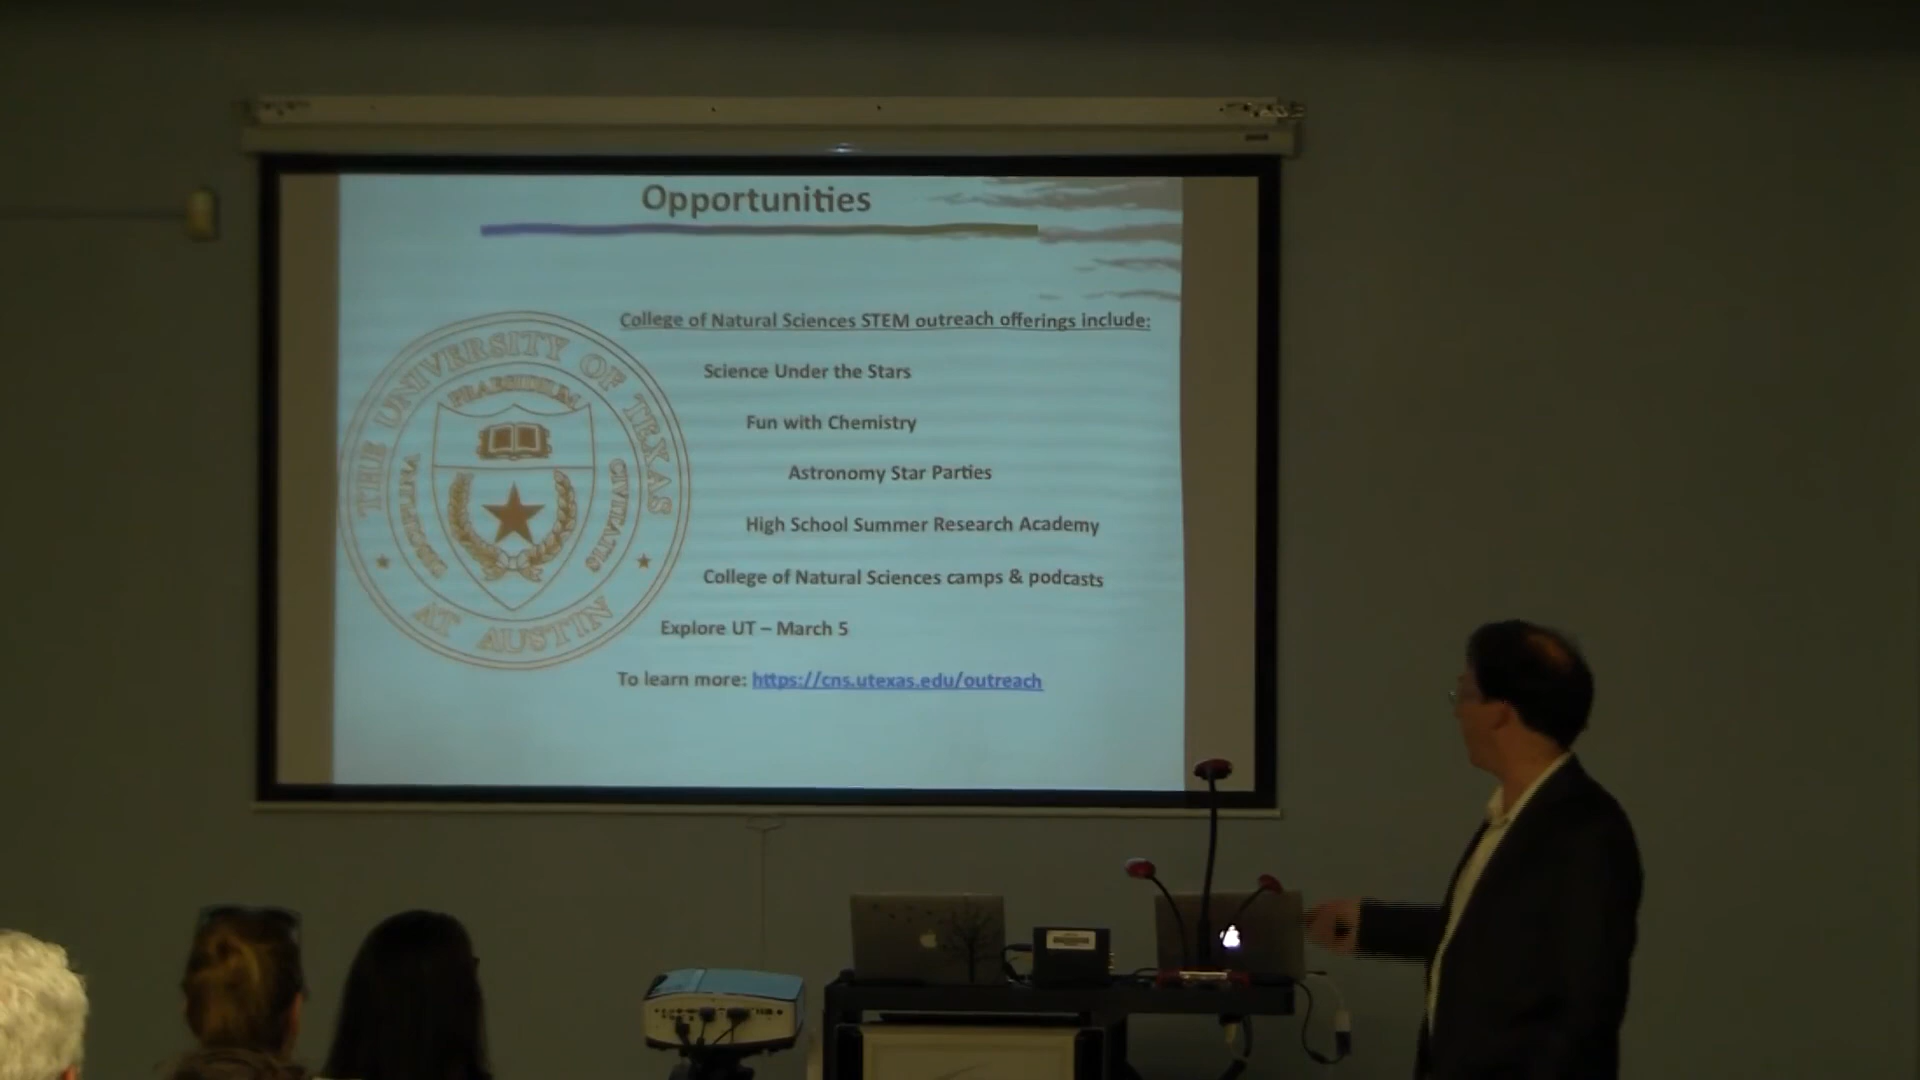 Opportunities
College of Natural Sciences STEM outreach offerings include:
Science Under the Stars
Fun with Chemistry
Astronomy Star Parties
High School Summer Research Academy
College of Natural Sciences camps & podcasts
Explore UT – March 5
To learn more: https://cns.utexas.edu/outreach
THE UNIVERSITY OF TEXAS
AT AUSTIN
PRAESIDIUM
DISCIPLINA
CIVITATIS